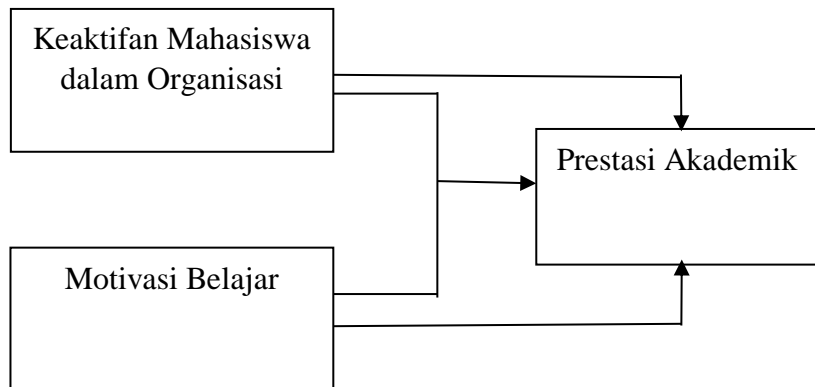 Keaktifan Mahasiswa
dalam Organisasi
Prestasi Akademik
Motivasi Belajar